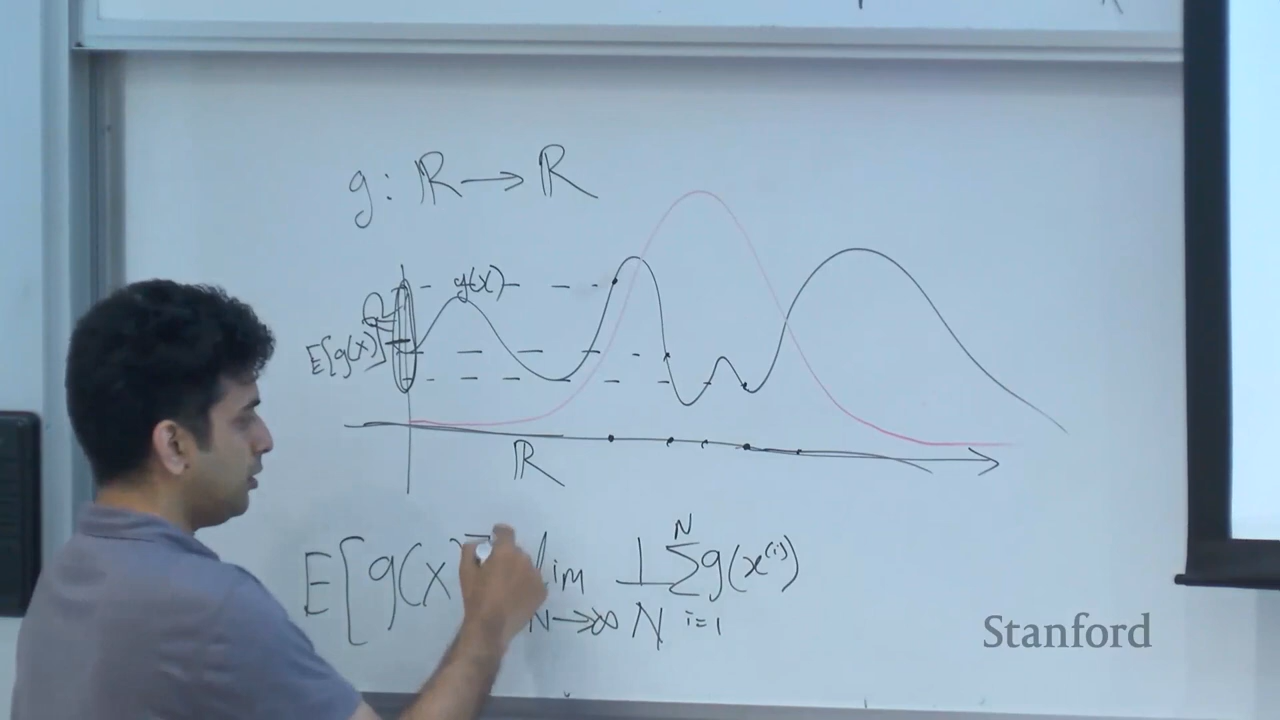 g: ℝ → ℝ
g(x)
E[g(x)]
ℝ
E[g(x) lim 1/N Σ g(x⁽ⁱ⁾)
N→∞ i=1 N
Stanford